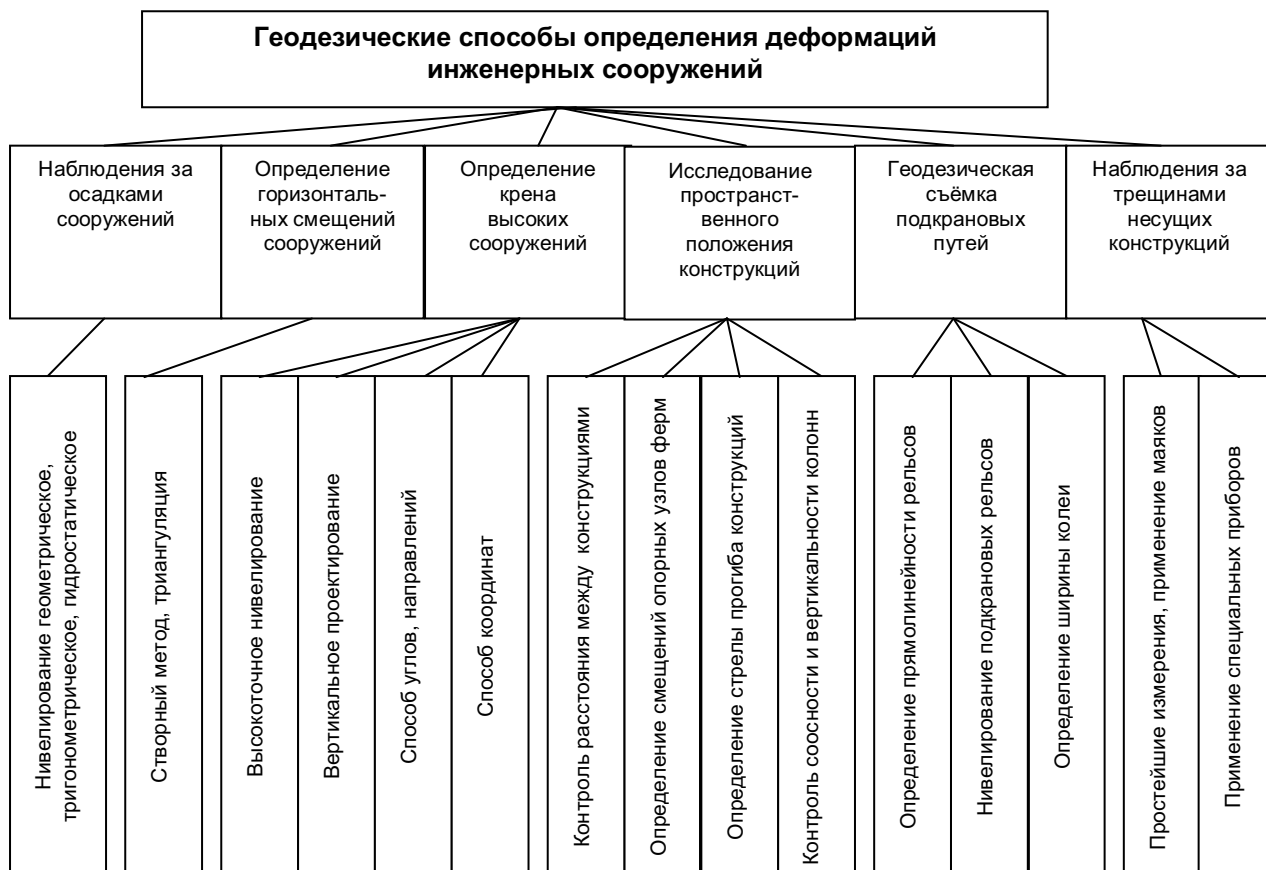 Геодезические способы определения деформаций
инженерных сооружений
Наблюдения за
осадками
сооружений
Определение
горизонталь-
ных смещений
сооружений
Определение
крена
высоких
сооружений
Исследование
пространст-
венного
положения
конструкций
Геодезическая
съёмка
подкрановых
путей
Наблюдения за
трещинами
несущих
конструкций
Нивелирование геометрическое,
тригонометрическое, гидростатическое
Створный метод, триангуляция
Высокоточное нивелирование
Вертикальное проектирование
Способ углов, направлений
Способ координат
Контроль расстояния между конструкциями
Определение смещений опорных узлов ферм
Определение стрелы прогиба конструкций
Контроль соосности и вертикальности колонн
Определение прямолинейности рельсов
Нивелирование подкрановых рельсов
Определение ширины колеи
Простейшие измерения, применение маяков
Применение специальных приборов